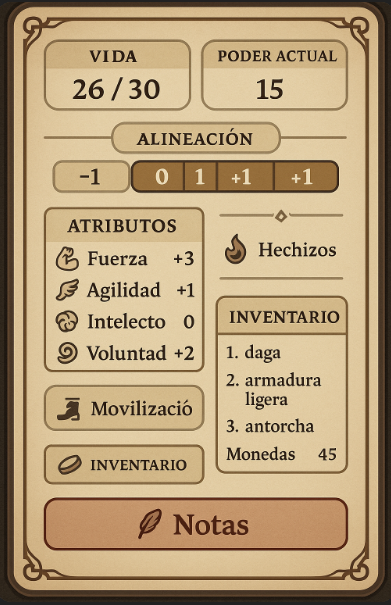 VIDA
26 / 30
PODER ACTUAL
15
ALINEACIÓN
−1 0 1 +1 +1
ATRIBUTOS
Fuerza +3
Agilidad +1
Intelecto 0
Voluntad +2
Movilizació
INVENTARIO
Hechizos
INVENTARIO
1. daga
2. armadura
ligera
3. antorcha
Monedas 45
Notas